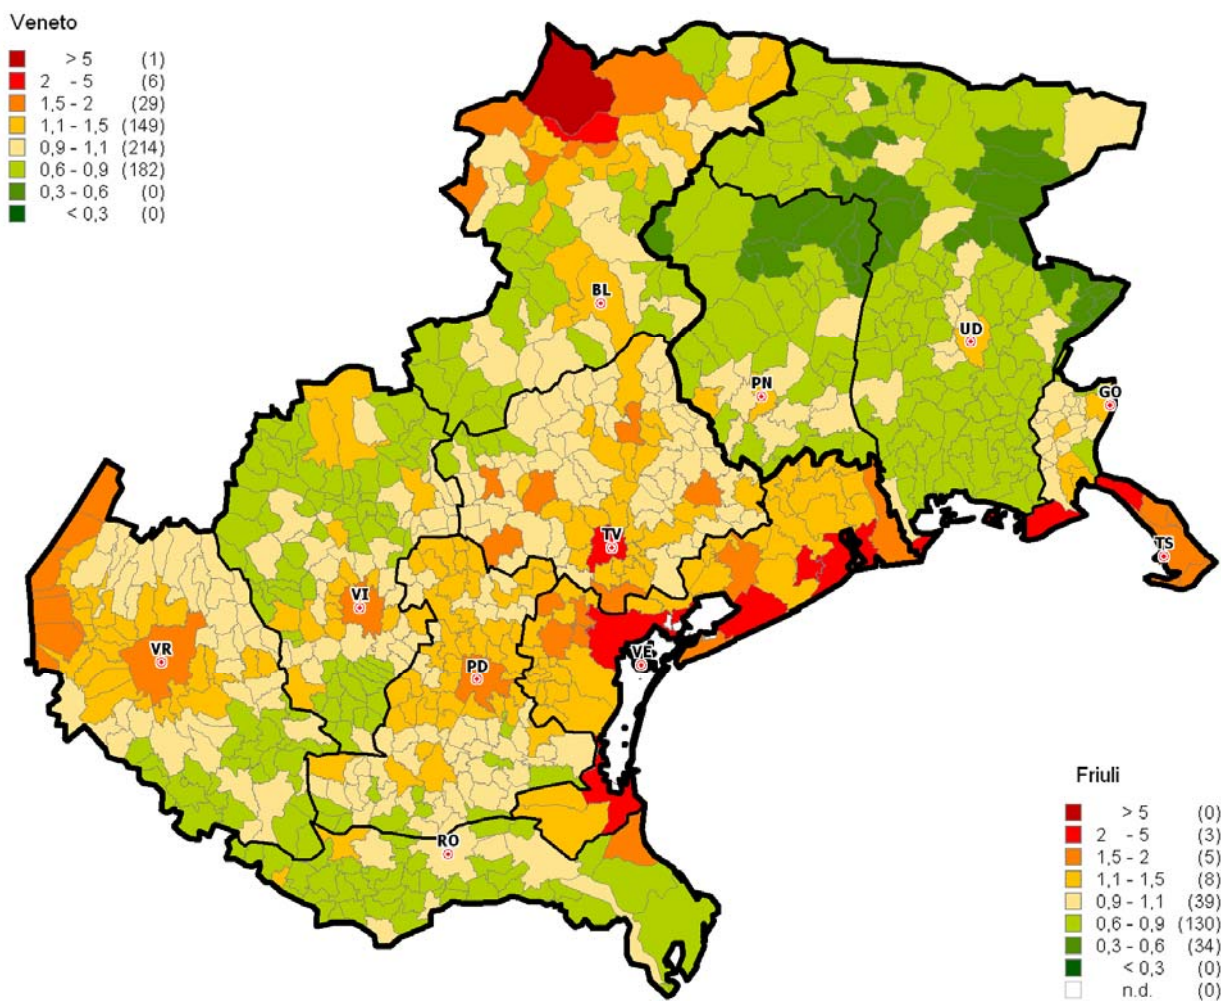 Veneto
> 5 (1)
2 - 5 (6)
1,5 - 2 (29)
1,1 - 1,5 (149)
0,9 - 1,1 (214)
0,6 - 0,9 (182)
0,3 - 0,6 (0)
< 0,3 (0)
BL
UD
PN
GO
TV
TS
VI
VR
VE
PD
RO
Friuli
> 5 (0)
2 - 5 (3)
1,5 - 2 (5)
1,1 - 1,5 (8)
0,9 - 1,1 (39)
0,6 - 0,9 (130)
0,3 - 0,6 (34)
< 0,3 (0)
n.d. (0)